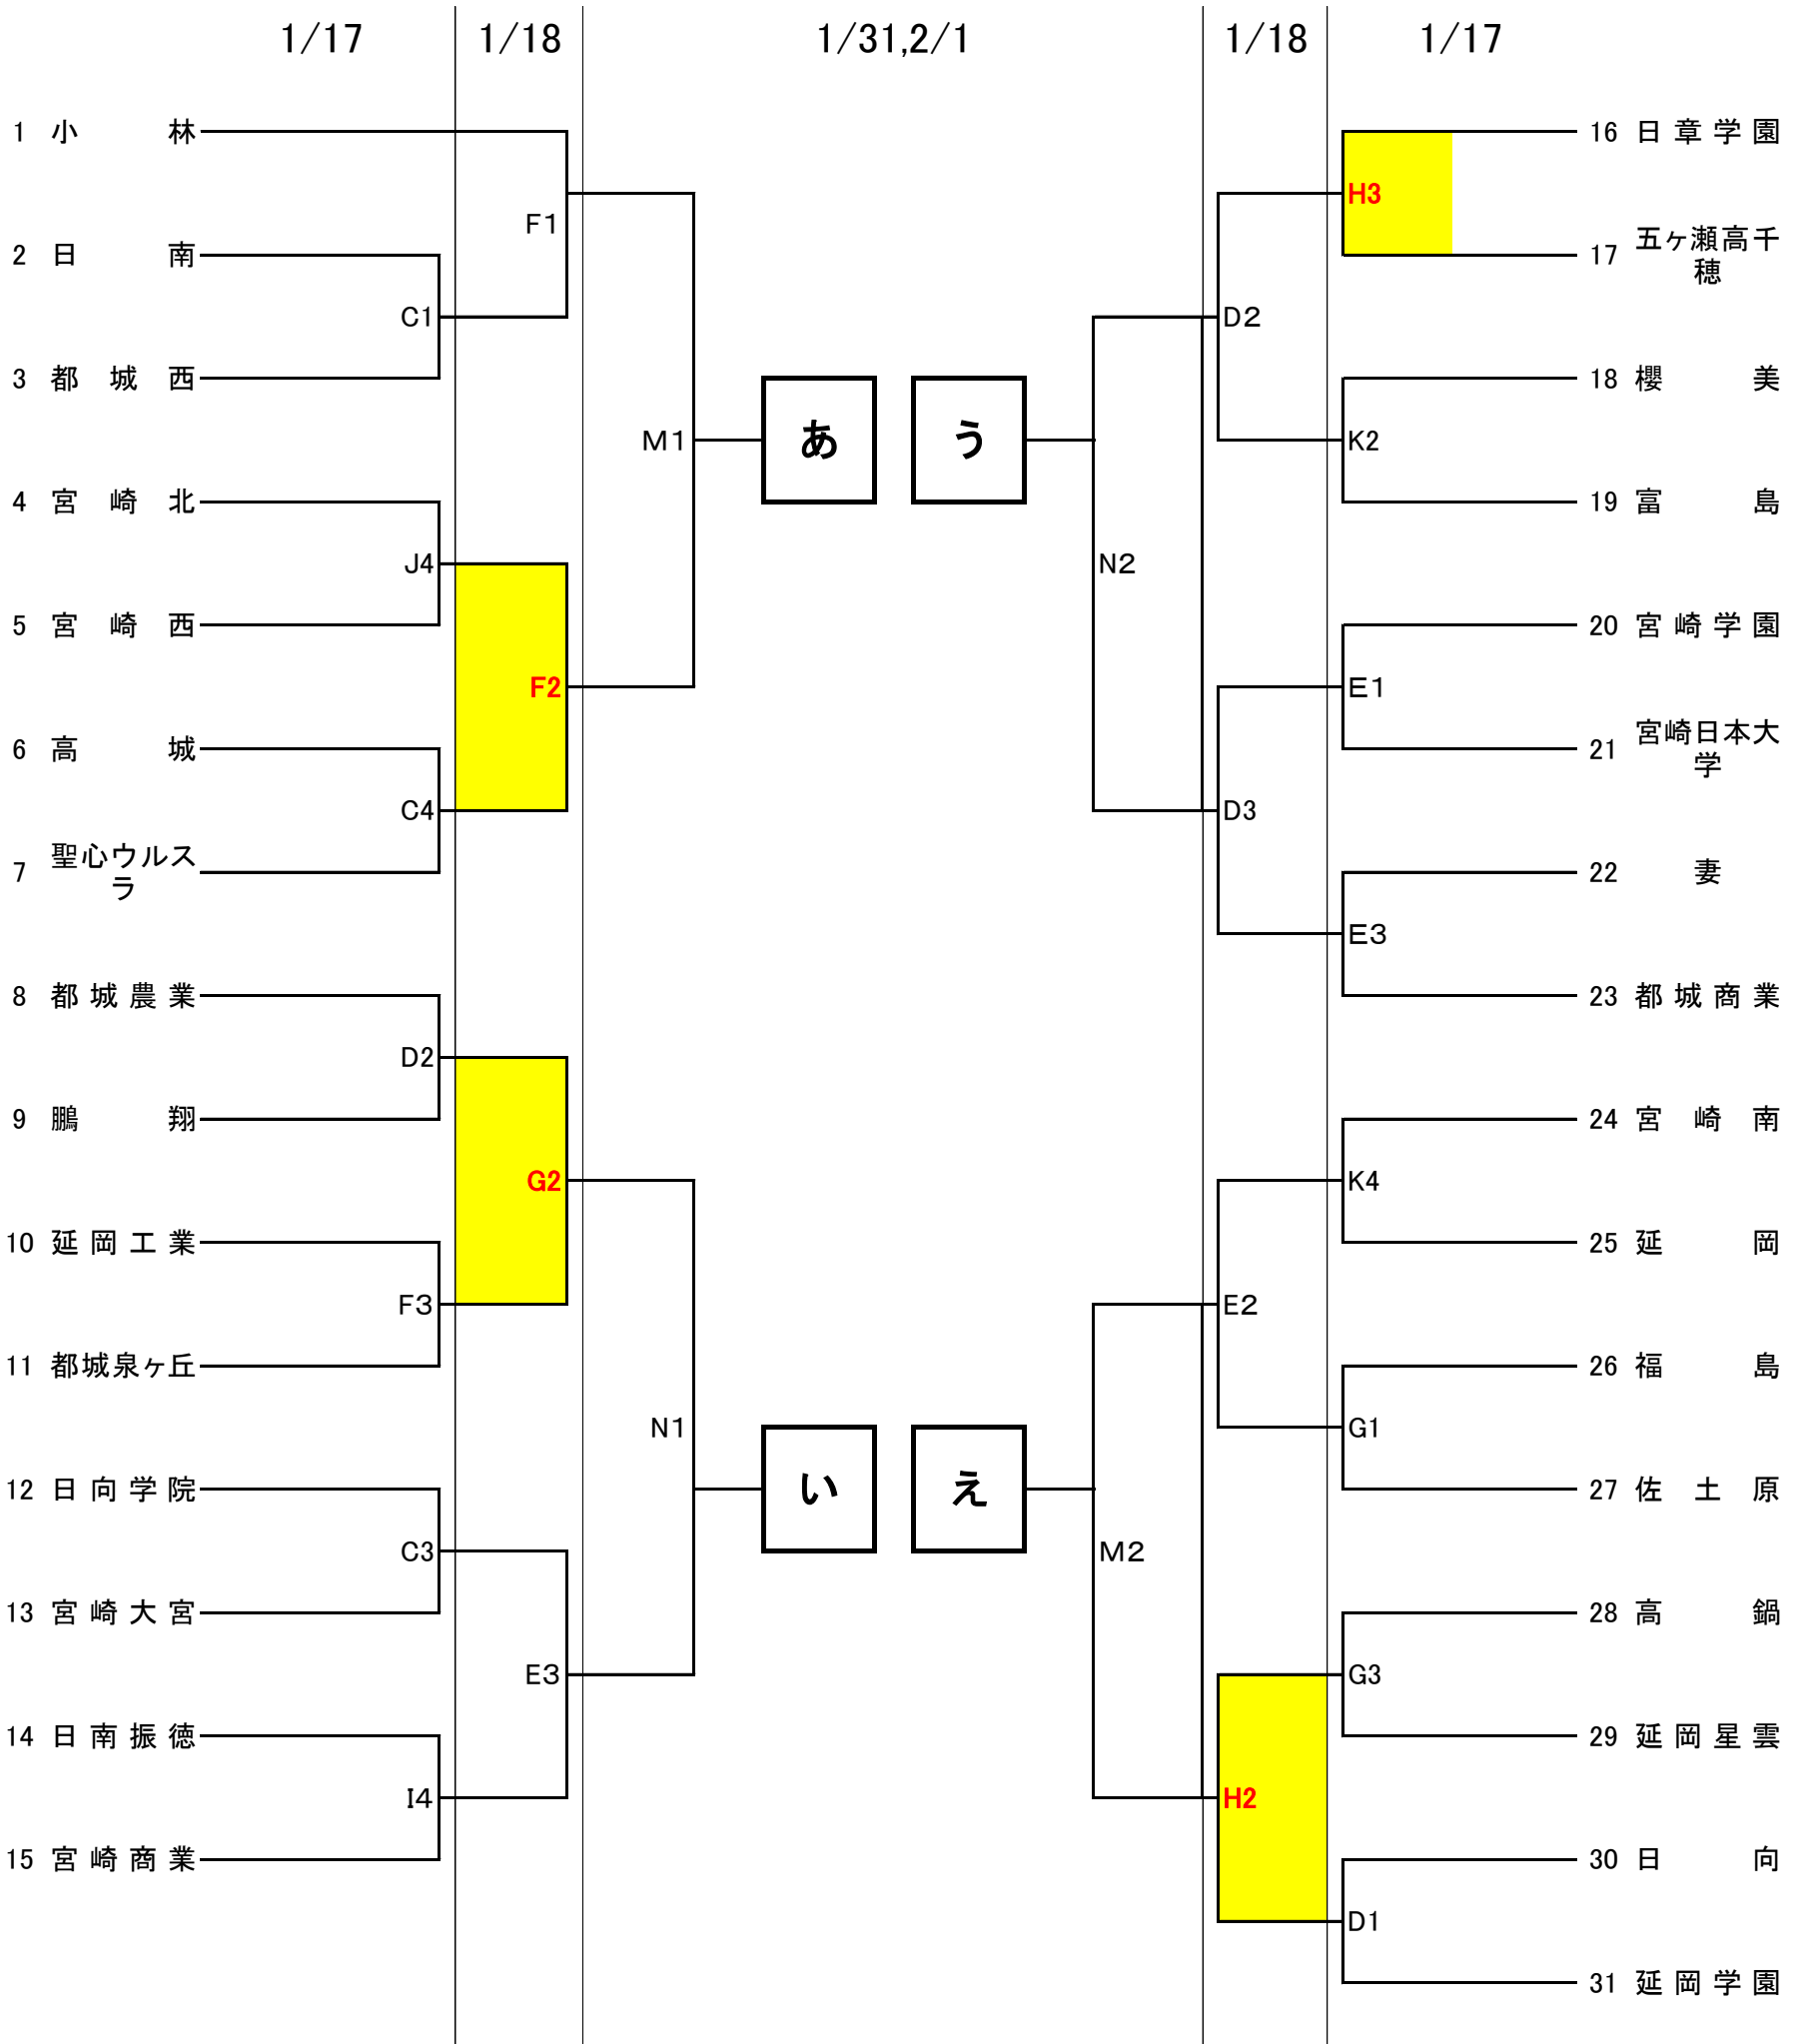 1/17 1/18 1/31,2/1 1/18 1/17
1 小林
16 日章学園
H3
F1
2 日南
17 五ヶ瀬高千
穂
C1
D2
3 都城西
18 櫻美
M1
あ
う
K2
4 宮崎北
19 富島
J4
N2
5 宮崎西
20 宮崎学園
F2
E1
6 高城
21 宮崎日本大
学
C4
D3
7 聖心ウルス
ラ
22 妻
E3
8 都城農業
23 都城商業
D2
9 鵬翔
24 宮崎南
G2
K4
10 延岡工業
25 延岡
F3
E2
11 都城泉ヶ丘
26 福島
N1
G1
12 日向学院
い
え
27 佐土原
C3
M2
13 宮崎大宮
28 高鍋
E3
G3
14 日南振徳
29 延岡星雲
I4
H2
15 宮崎商業
30 日向
D1
31 延岡学園